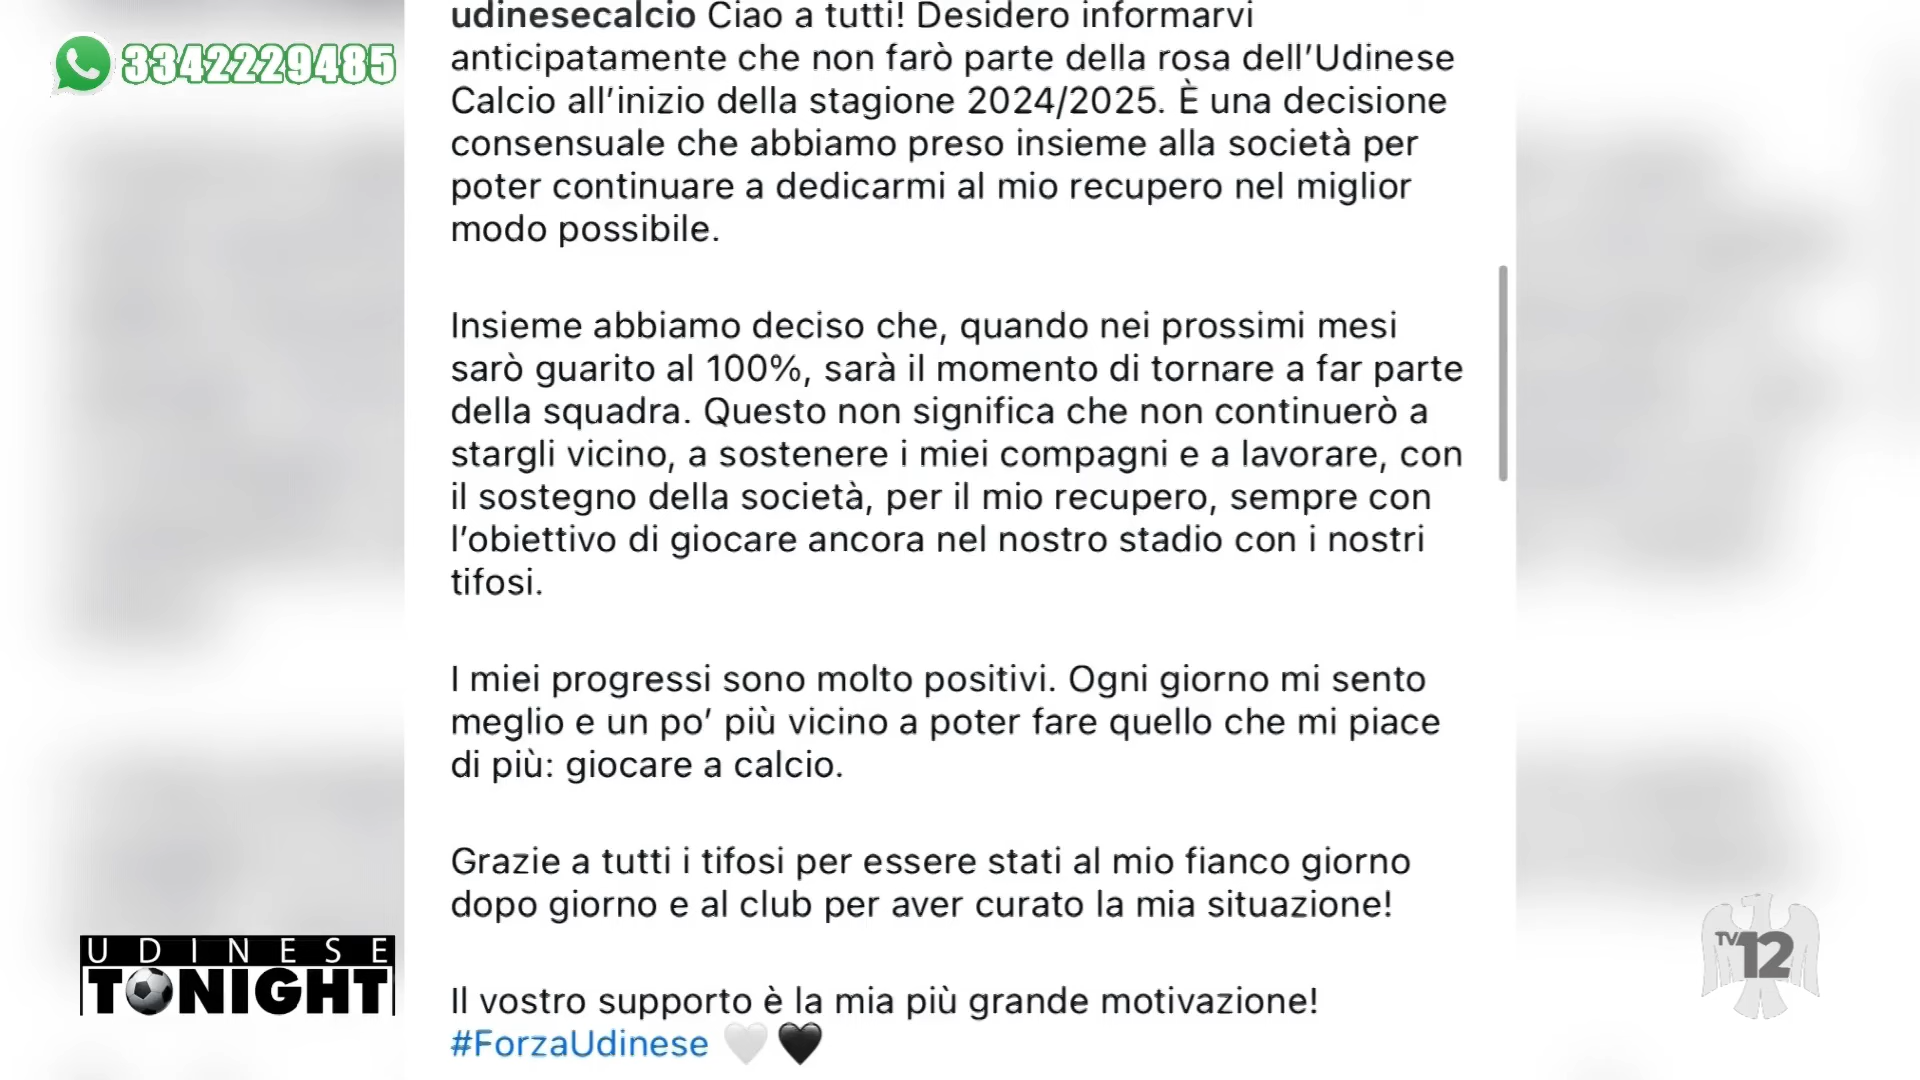 3342229485
udinesecalcio Ciao a tutti! Desidero informarvi
anticipatamente che non farò parte della rosa dell’Udinese
Calcio all’inizio della stagione 2024/2025. È una decisione
consensuale che abbiamo preso insieme alla società per
poter continuare a dedicarmi al mio recupero nel miglior
modo possibile.
Insieme abbiamo deciso che, quando nei prossimi mesi
sarò guarito al 100%, sarà il momento di tornare a far parte
della squadra. Questo non significa che non continuerò a
stargli vicino, a sostenere i miei compagni e a lavorare, con
il sostegno della società, per il mio recupero, sempre con
l’obiettivo di giocare ancora nel nostro stadio con i nostri
tifosi.
I miei progressi sono molto positivi. Ogni giorno mi sento
meglio e un po’ più vicino a poter fare quello che mi piace
di più: giocare a calcio.
Grazie a tutti i tifosi per essere stati al mio fianco giorno
dopo giorno e al club per aver curato la mia situazione!
Il vostro supporto è la mia più grande motivazione!
#ForzaUdinese 🤍🖤
UDINESE
TONIGHT
TV12